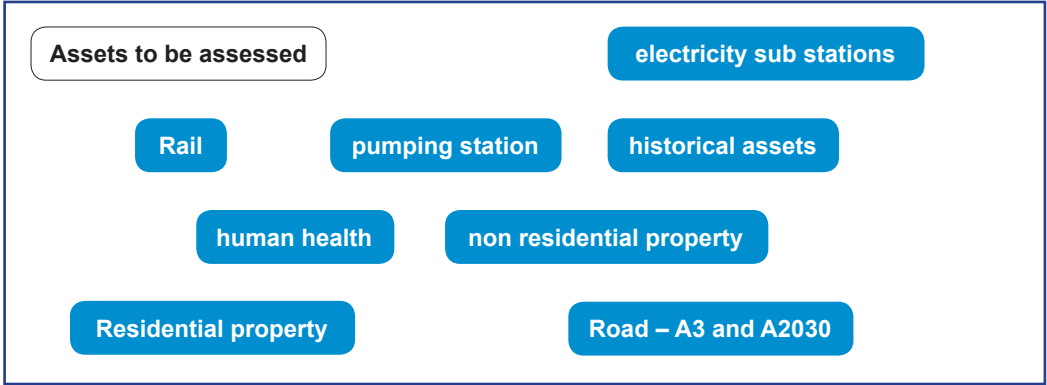 Assets to be assessed
electricity sub stations
Rail
pumping station
historical assets
human health
non residential property
Residential property
Road – A3 and A2030